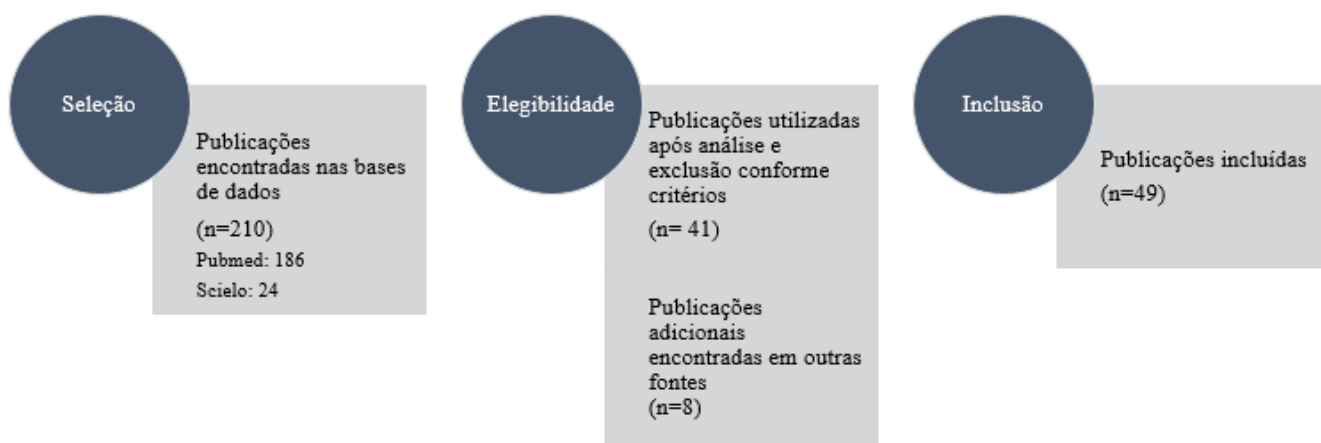 Seleção
Publicações
encontradas nas bases
de dados
(n=210)
Pubmed: 186
Scielo: 24
Elegibilidade
Publicações utilizadas
após análise e
exclusão conforme
critérios
(n= 41)
Publicações
adicionais
encontradas em outras
fontes
(n=8)
Inclusão
Publicações incluídas
(n=49)